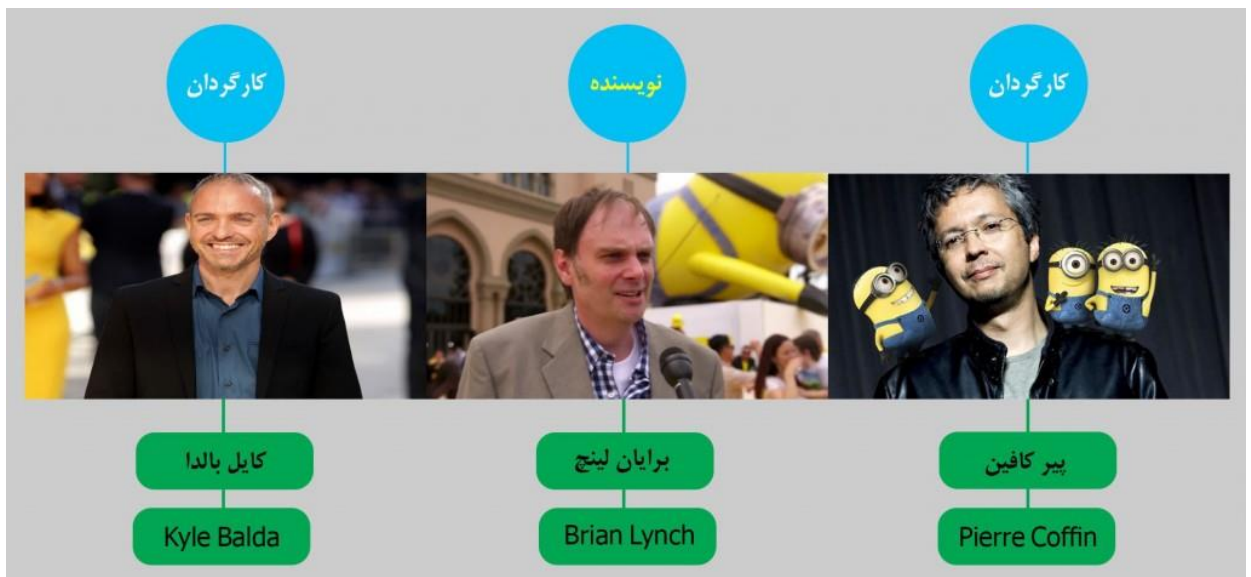 کارگردان
نویسنده
کارگردان
پیر کافین
برایان لینچ
کایل بالدا
Pierre Coffin
Brian Lynch
Kyle Balda